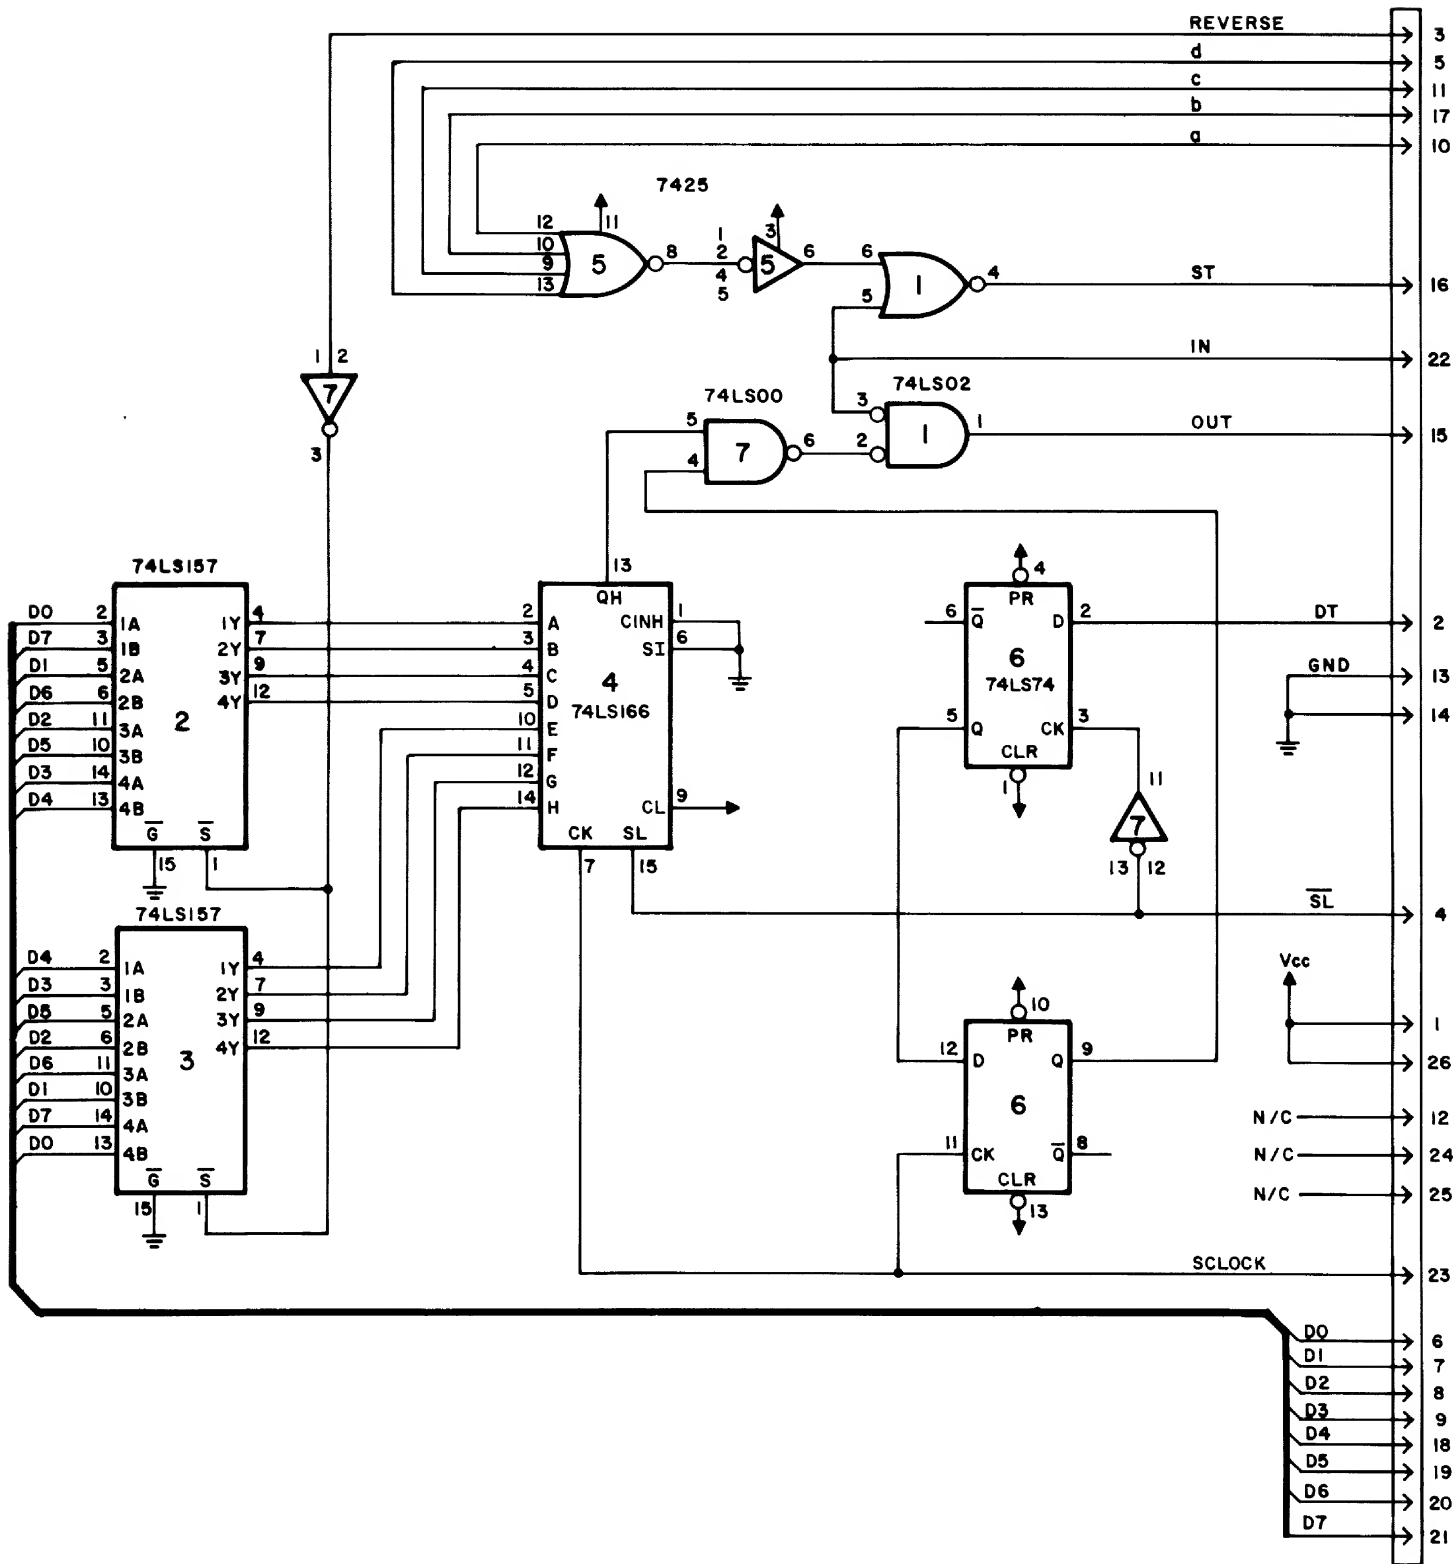 REVERSE 3
d 5
c 11
b 17
a 10
7425
12 11
10
9 5 8
13
1
2
4
5
3
5 6
6 4
5 1
ST 16
IN 22
1 2
7
3
74LS00
74LS02
5 6
4 7
3 1
2 1
OUT 15
74LS157
D0 2 1A 1Y 4
D7 3 1B 2Y 7
D1 5 2A 3Y 9
D6 6 2B 4Y 12
D2 11 3A
D5 10 3B
D3 14 4A
D4 13 4B
2
G S
15 1
13
QH
2 A CINH 1
3 B SI 6
4 C
5 D
4
74LS166
10 E
11 F
12 G
14 H CL 9
CK SL
7 15
4
PR
6 Q D 2
6
74LS74
5 Q CK 3
CLR
1
DT 2
GND 13
14
11
7
13 12
SL 4
74LS157
D4 2 1A 1Y 4
D3 3 1B 2Y 7
D5 5 2A 3Y 9
D2 6 2B 4Y 12
D6 11 3A
D1 10 3B
D7 14 4A
D0 13 4B
3
G S
15 1
10
PR
12 D Q 9
6
11 CK Q 8
CLR
13
Vcc
1
26
N/C 12
N/C 24
N/C 25
SCLOCK 23
D0 6
D1 7
D2 8
D3 9
D4 18
D5 19
D6 20
D7 21